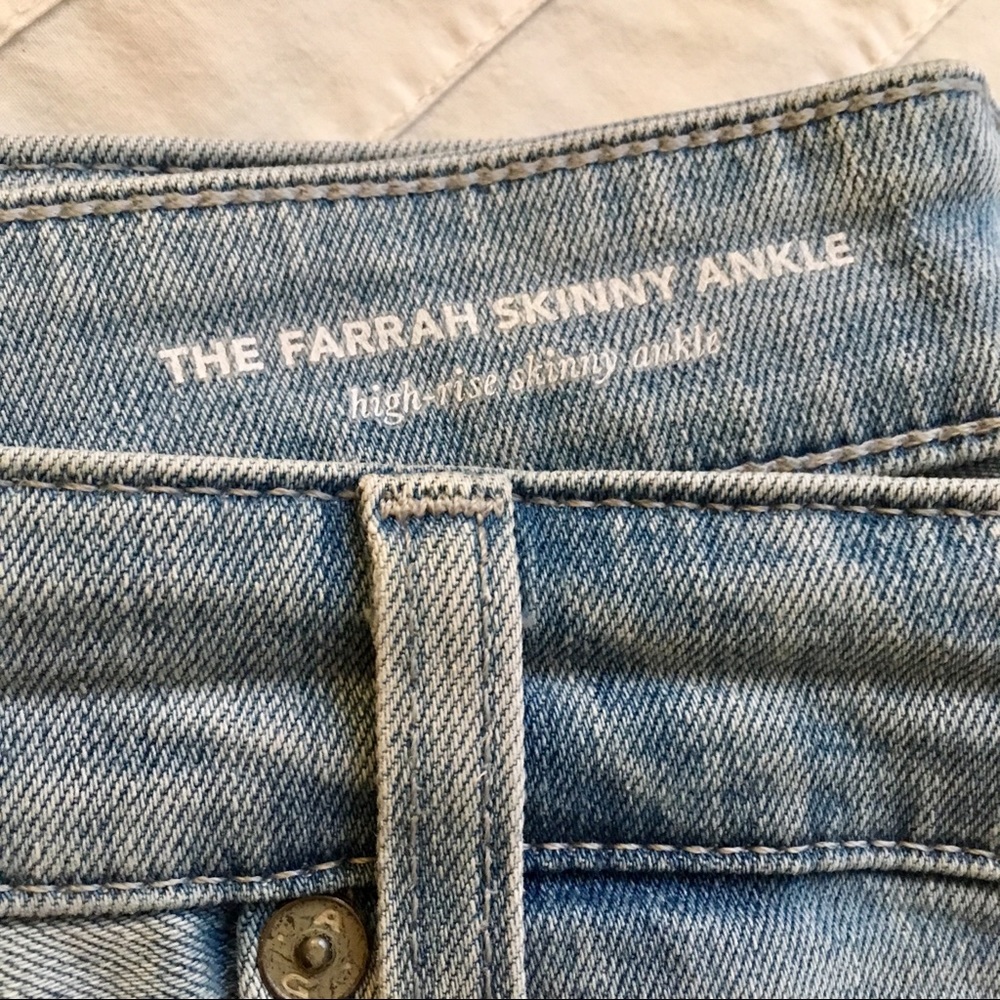 THE FARRAH SKINNY ANKLE
high-rise skinny ankle